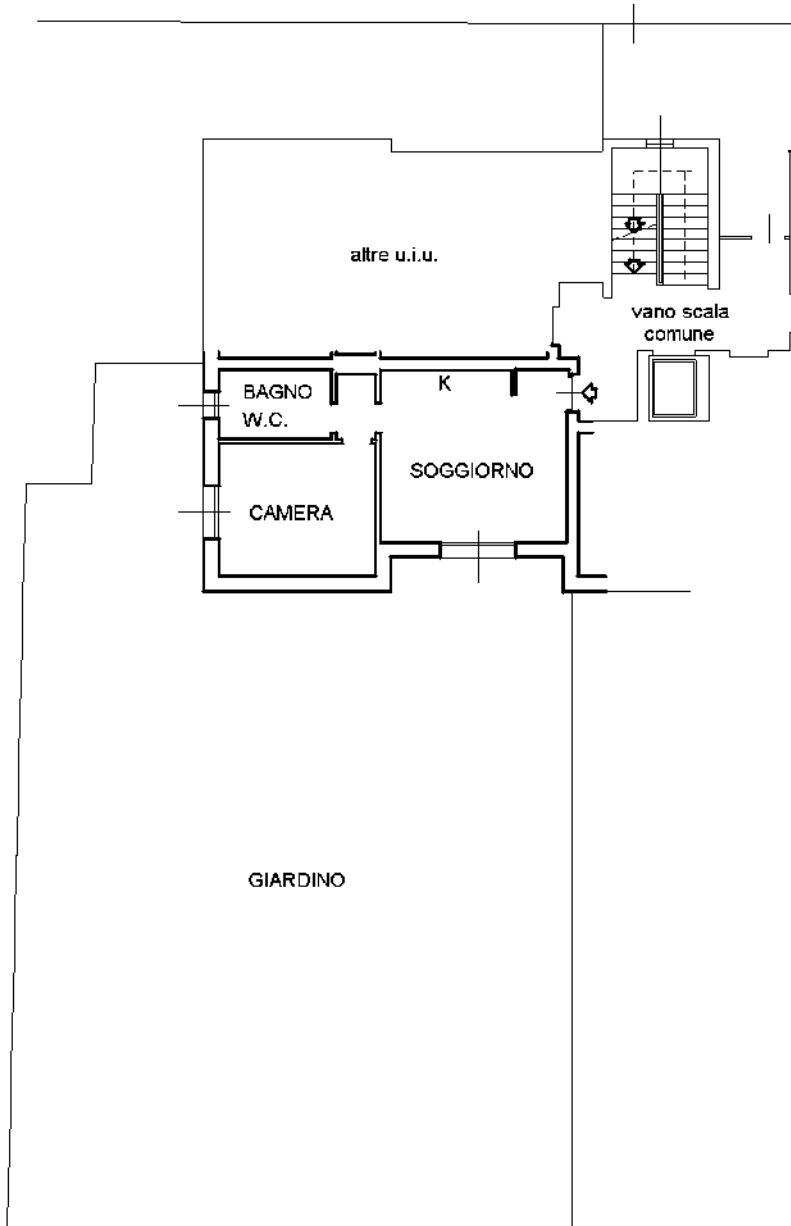 altre u.i.u.
vano scala
comune
BAGNO
W.C.
K
SOGGIORNO
CAMERA
GIARDINO